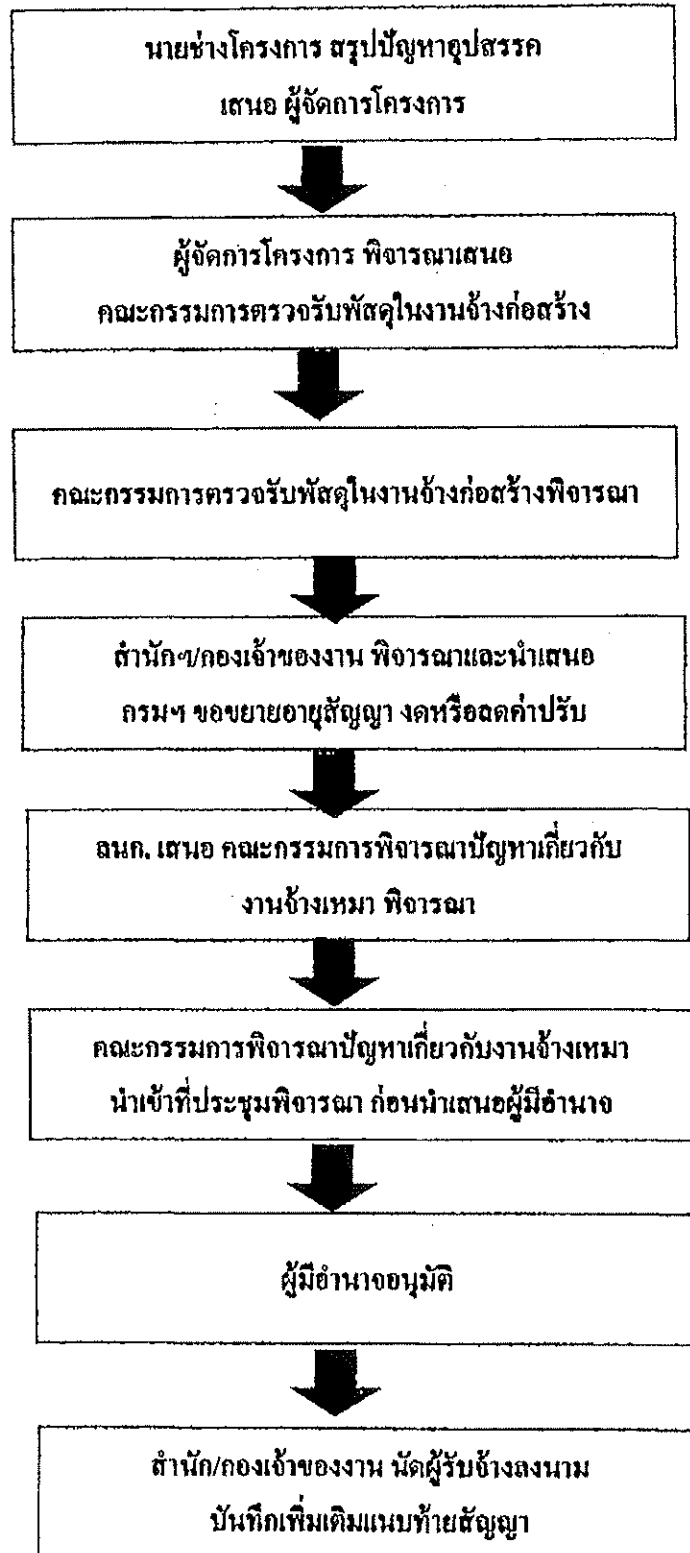 นายช่างโครงการ สรุปปัญหาอุปสรรค
เสนอ ผู้จัดการโครงการ
ผู้จัดการโครงการ พิจารณาเสนอ
คณะกรรมการตรวจรับพัสดุในงานจ้างก่อสร้าง
คณะกรรมการตรวจรับพัสดุในงานจ้างก่อสร้างพิจารณา
สำนักฯ/กองเจ้าของงาน พิจารณาและนำเสนอ
กรมฯ ขอขยายอายุสัญญา งดหรือลดค่าปรับ
ลนก. เสนอ คณะกรรมการพิจารณาปัญหาเกี่ยวกับ
งานจ้างเหมา พิจารณา
คณะกรรมการพิจารณาปัญหาเกี่ยวกับงานจ้างเหมา
นำเข้าที่ประชุมพิจารณา ก่อนนำเสนอผู้มีอำนาจ
ผู้มีอำนาจอนุมัติ
สำนัก/กองเจ้าของงาน นัดผู้รับจ้างลงนาม
บันทึกเพิ่มเติมแนบท้ายสัญญา